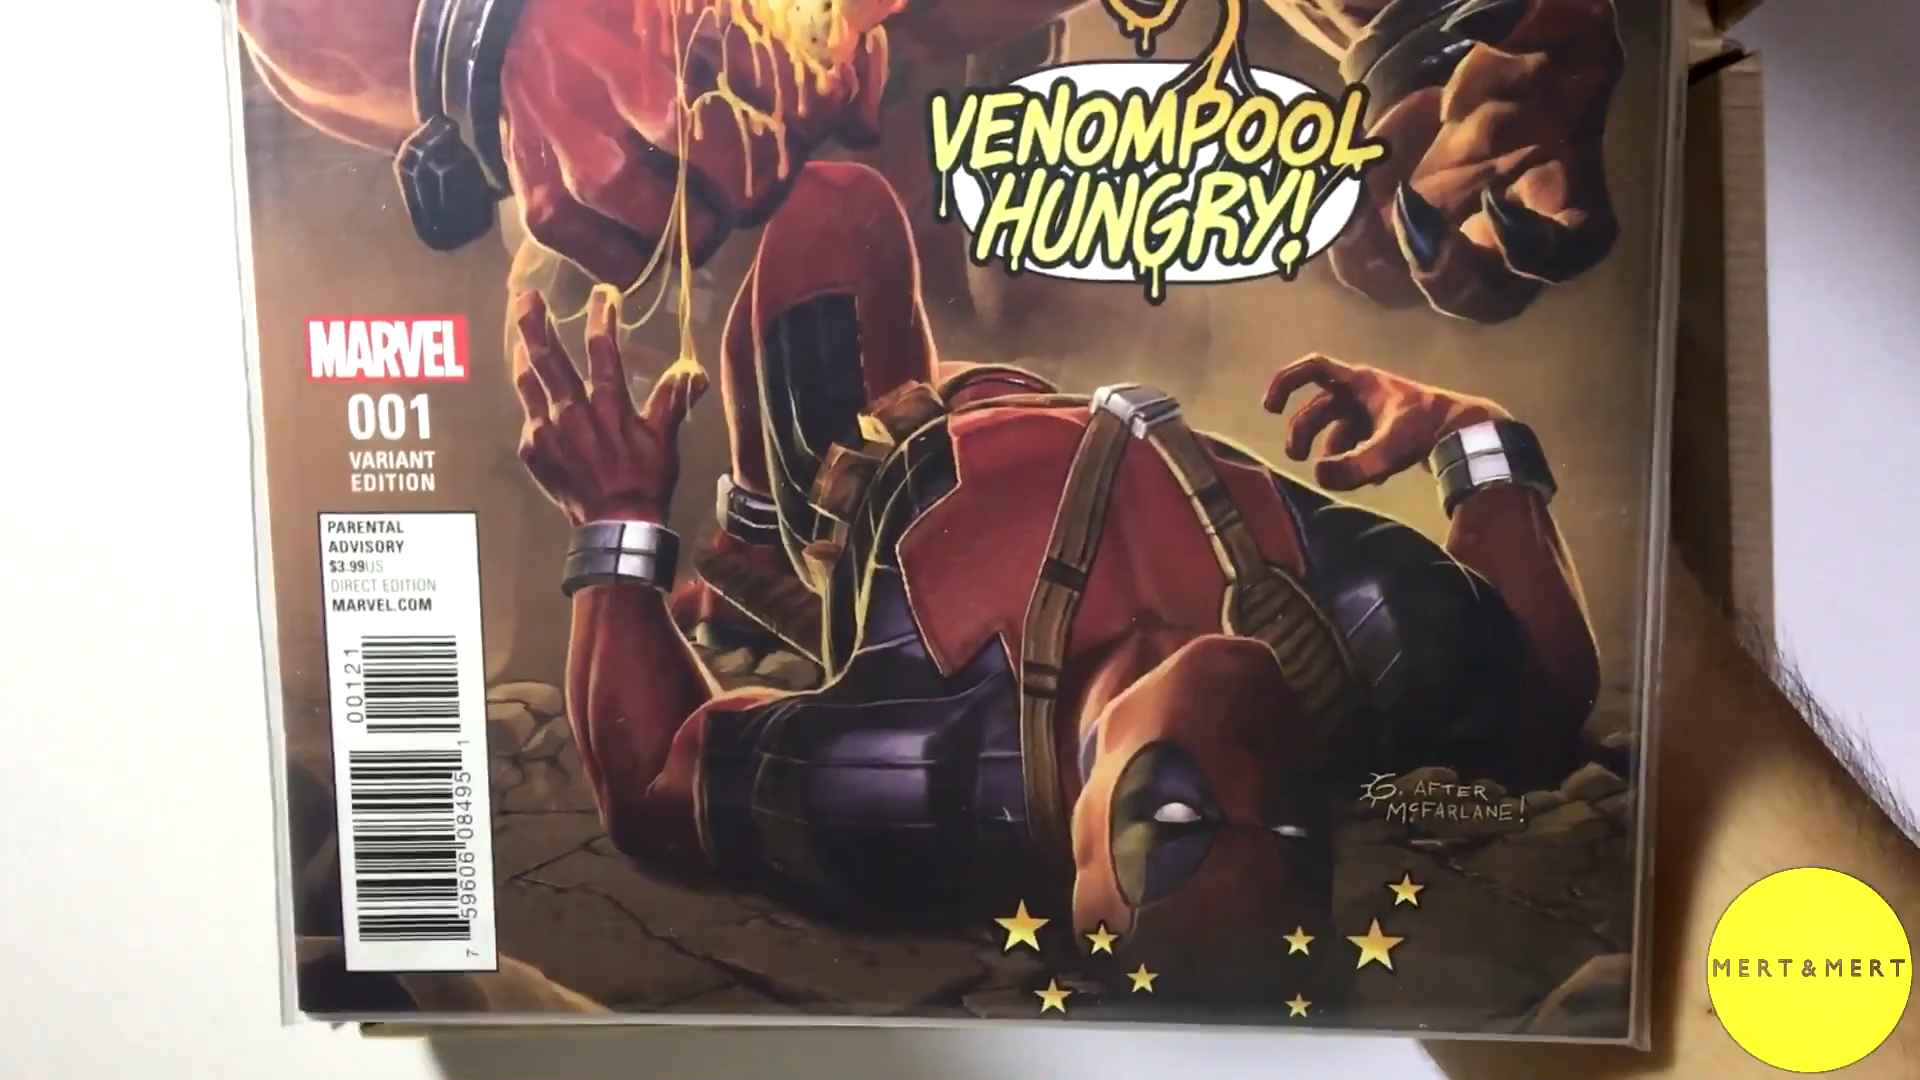 VENOMPOOL
HUNGRY!
MARVEL
001
VARIANT
EDITION
PARENTAL
ADVISORY
$3.99US
DIRECT EDITION
MARVEL.COM
00121
7 59606 08495 1
G. AFTER
McFARLANE!
MERT&MERT